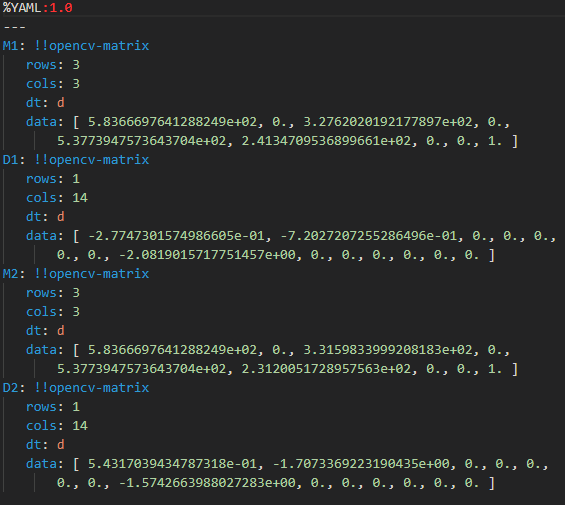 %YAML:1.0
---
M1: !!opencv-matrix
rows: 3
cols: 3
dt: d
data: [ 5.8366697641288249e+02, 0., 3.2762020192177897e+02, 0.,
5.3773947573643704e+02, 2.4134709536899661e+02, 0., 0., 1. ]
D1: !!opencv-matrix
rows: 1
cols: 14
dt: d
data: [ -2.7747301574986605e-01, -7.2027207255286496e-01, 0., 0., 0.,
0., 0., -2.0819015717751457e+00, 0., 0., 0., 0., 0., 0. ]
M2: !!opencv-matrix
rows: 3
cols: 3
dt: d
data: [ 5.8366697641288249e+02, 0., 3.3159833999208183e+02, 0.,
5.3773947573643704e+02, 2.3120051728957563e+02, 0., 0., 1. ]
D2: !!opencv-matrix
rows: 1
cols: 14
dt: d
data: [ 5.4317039434787318e-01, -1.7073369223190435e+00, 0., 0., 0.,
0., 0., -1.5742663988027283e+00, 0., 0., 0., 0., 0., 0. ]